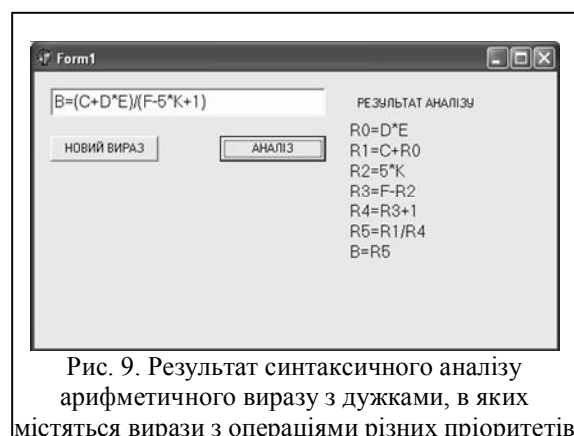 Form1
B=(C+D*E)/(F-5*K+1)
РЕЗУЛЬТАТ АНАЛІЗУ
НОВИЙ ВИРАЗ
АНАЛІЗ
R0=D*E
R1=C+R0
R2=5*K
R3=F-R2
R4=R3+1
R5=R1/R4
B=R5
Рис. 9. Результат синтаксичного аналізу
арифметичного виразу з дужками, в яких
містяться вирази з операціями різних пріоритетів